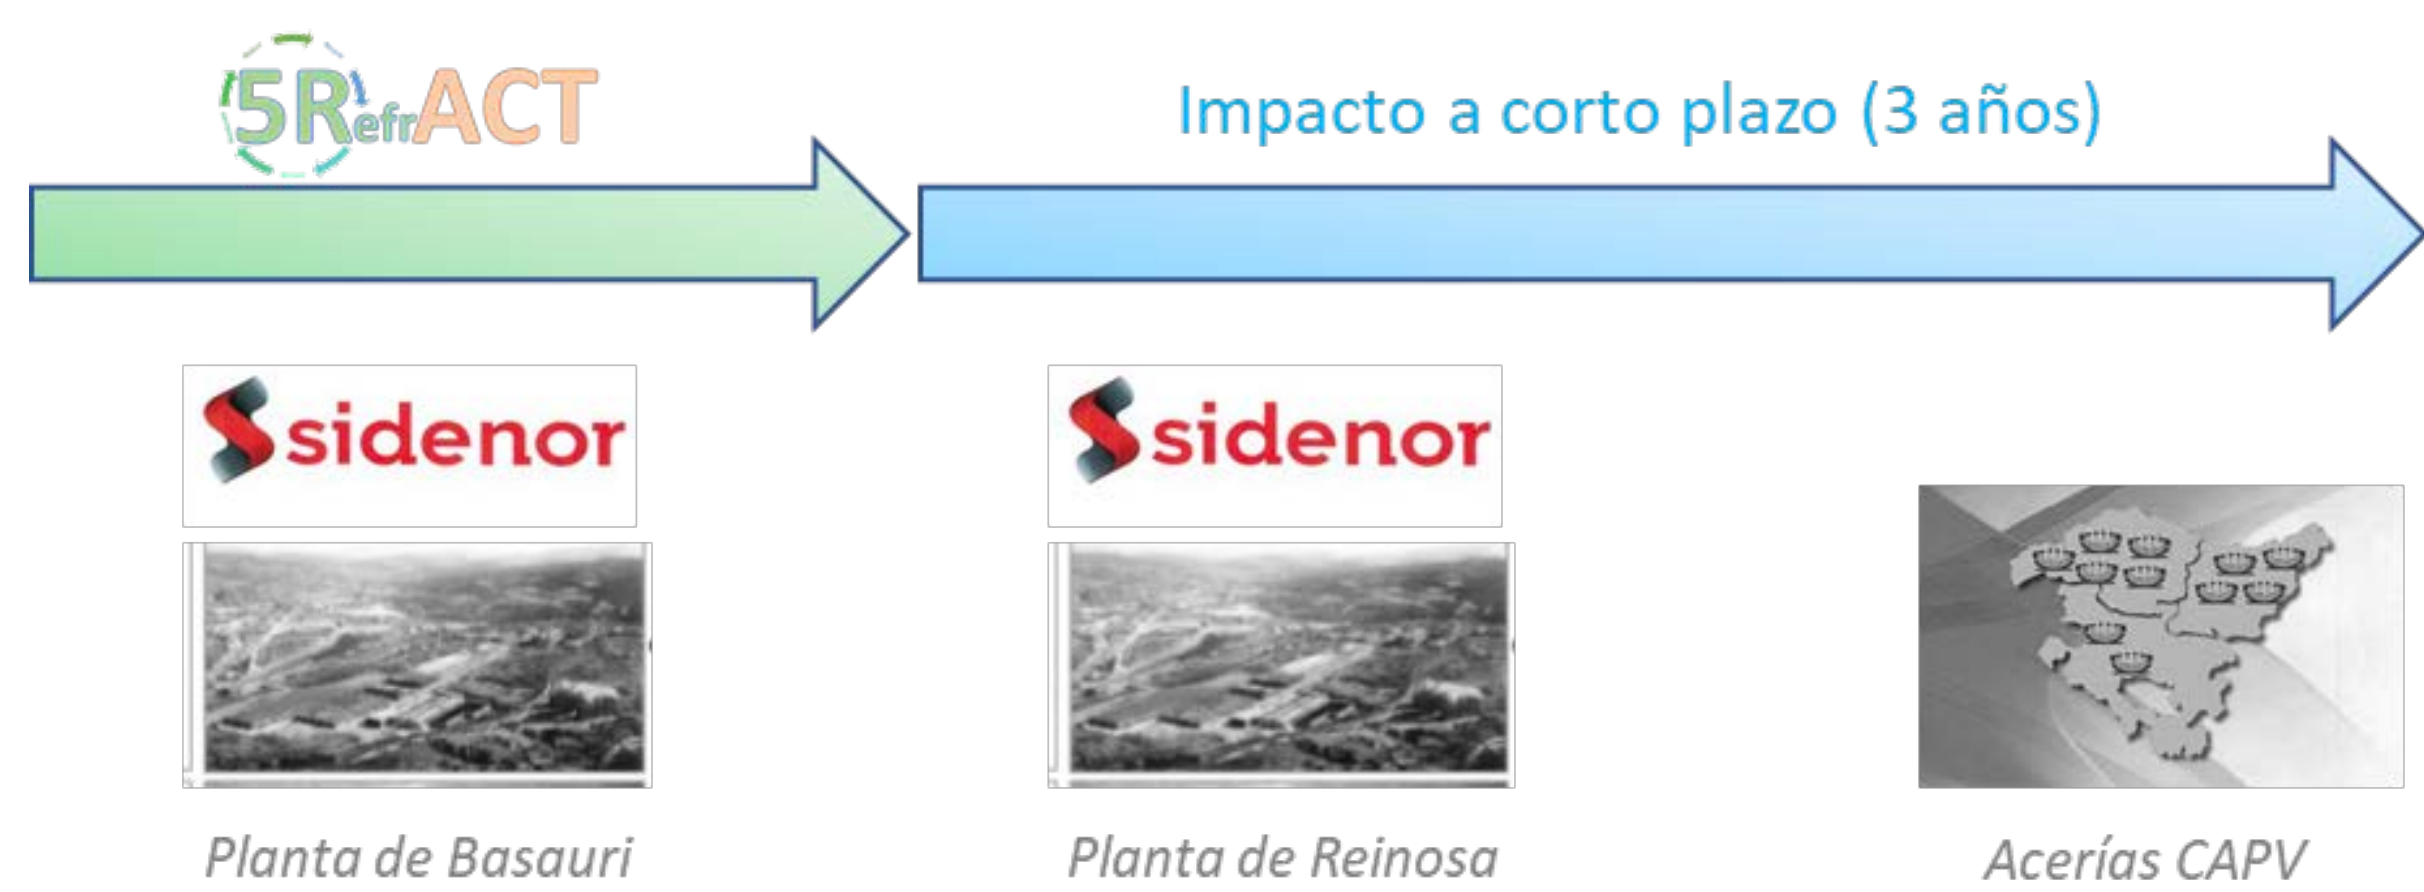 5RefrACT
Impacto a corto plazo (3 años)
sidenor
sidenor
Planta de Basauri
Planta de Reinosa
Acerías CAPV